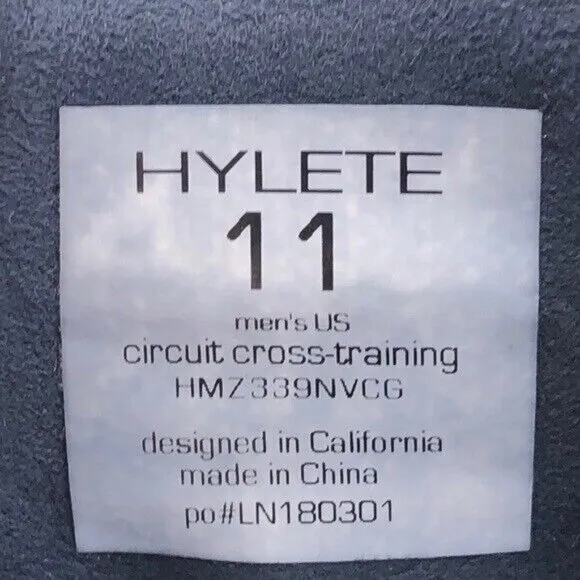 HYLETE
11
men's US
circuit cross-training
HMZ339NVCG
designed in California
made in China
po#LN180301